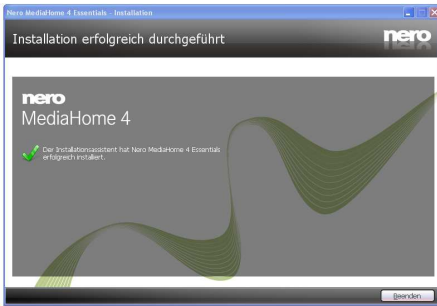 Nero MediaHome 4 Essentials - Installation
Installation erfolgreich durchgeführt
nero
nero
MediaHome 4
Der Installationsassistent hat Nero MediaHome 4 Essentials
erfolgreich installiert.
Beenden